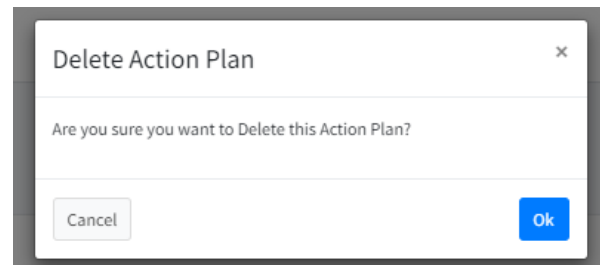 Delete Action Plan ×
Are you sure you want to Delete this Action Plan?
Cancel Ok